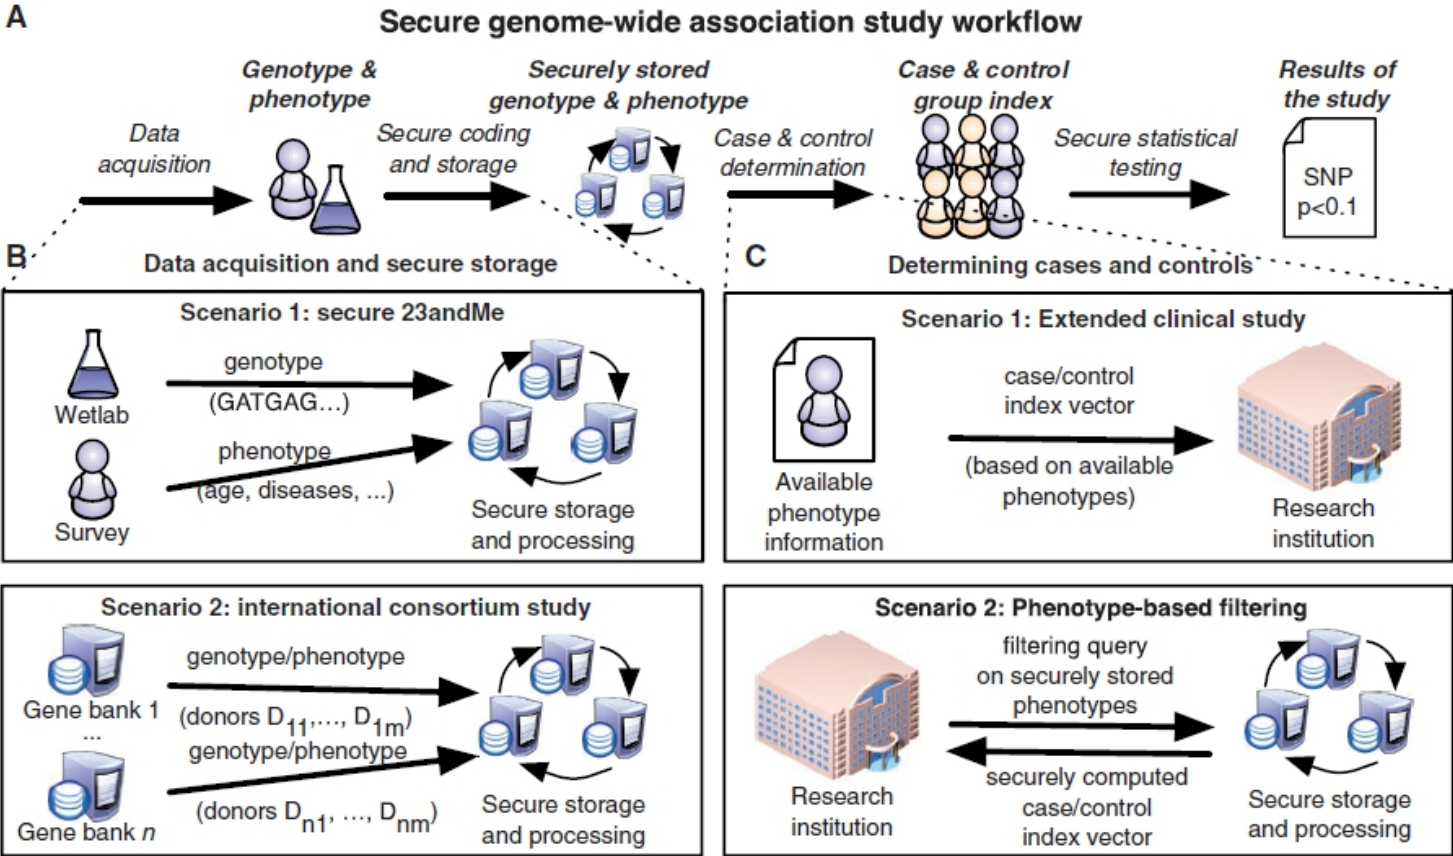 A
Secure genome-wide association study workflow
Genotype &
phenotype
Securely stored
genotype & phenotype
Case & control
group index
Results of
the study
Data
acquisition
Secure coding
and storage
Case & control
determination
Secure statistical
testing
SNP
p<0.1
B
Data acquisition and secure storage
Scenario 1: secure 23andMe
Wetlab
genotype
(GATGAG...)
Survey
phenotype
(age, diseases, ...)
Secure storage
and processing
Scenario 2: international consortium study
Gene bank 1
...
Gene bank n
genotype/phenotype
(donors D11,..., D1m)
genotype/phenotype
(donors Dn1, ..., Dnm)
Secure storage
and processing
C
Determining cases and controls
Scenario 1: Extended clinical study
Available
phenotype
information
case/control
index vector
(based on available
phenotypes)
Research
institution
Scenario 2: Phenotype-based filtering
Research
institution
filtering query
on securely stored
phenotypes
securely computed
case/control
index vector
Secure storage
and processing